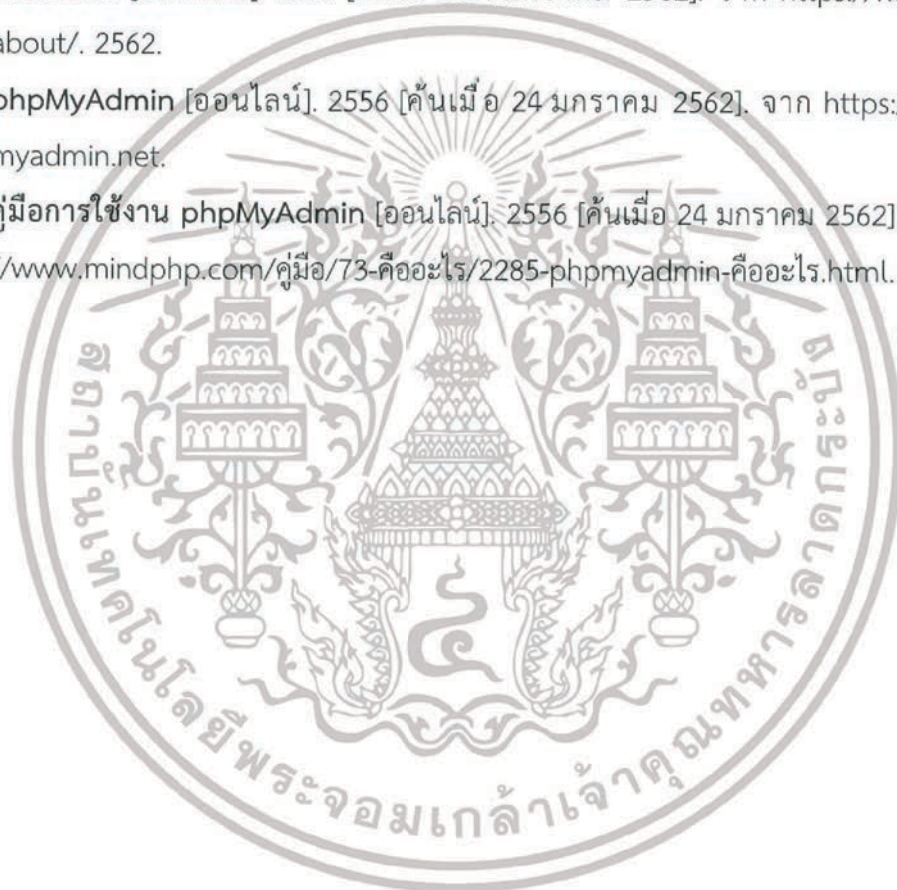 about/. 2562.
phpMyAdmin [ออนไลน์]. 2556 [ค้นเมื่อ 24 มกราคม 2562]. จาก https:
myadmin.net.
คู่มือการใช้งาน phpMyAdmin [ออนไลน์]. 2556 [ค้นเมื่อ 24 มกราคม 2562]
/www.mindphp.com/คู่มือ/73-คืออะไร/2285-phpmyadmin-คืออะไร.html.
๔
สถาบันเทคโนโลยีพระจอมเกล้าเจ้าคุณทหารลาดกระบัง